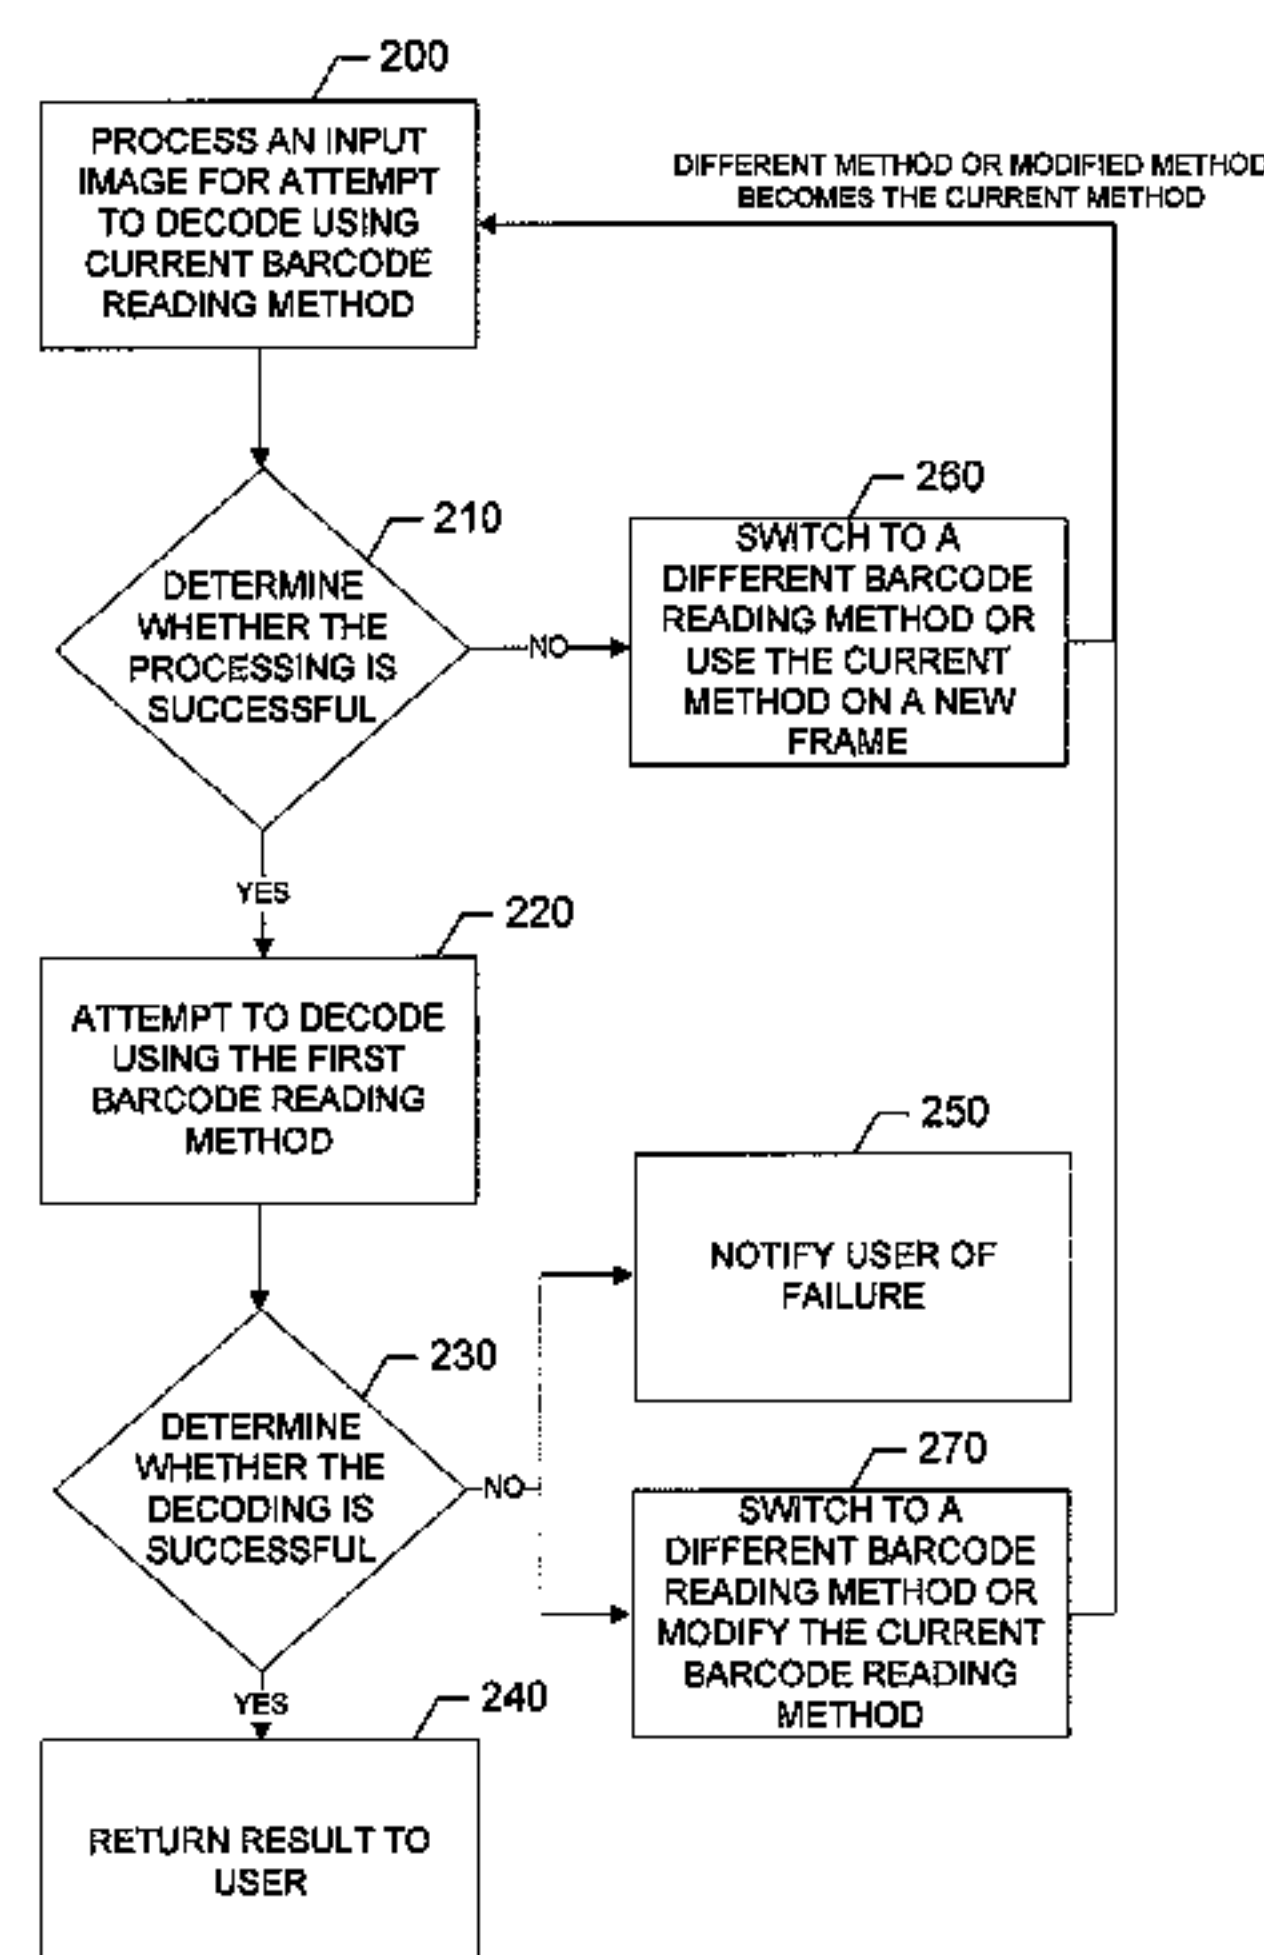 200
PROCESS AN INPUT
IMAGE FOR ATTEMPT
TO DECODE USING
CURRENT BARCODE
READING METHOD
DIFFERENT METHOD OR MODIFIED METHOD
BECOMES THE CURRENT METHOD
210
DETERMINE
WHETHER THE
PROCESSING IS
SUCCESSFUL
NO
260
SWITCH TO A
DIFFERENT BARCODE
READING METHOD OR
USE THE CURRENT
METHOD ON A NEW
FRAME
YES
220
ATTEMPT TO DECODE
USING THE FIRST
BARCODE READING
METHOD
250
NOTIFY USER OF
FAILURE
230
DETERMINE
WHETHER THE
DECODING IS
SUCCESSFUL
NO
270
SWITCH TO A
DIFFERENT BARCODE
READING METHOD OR
MODIFY THE CURRENT
BARCODE READING
METHOD
YES
240
RETURN RESULT TO
USER